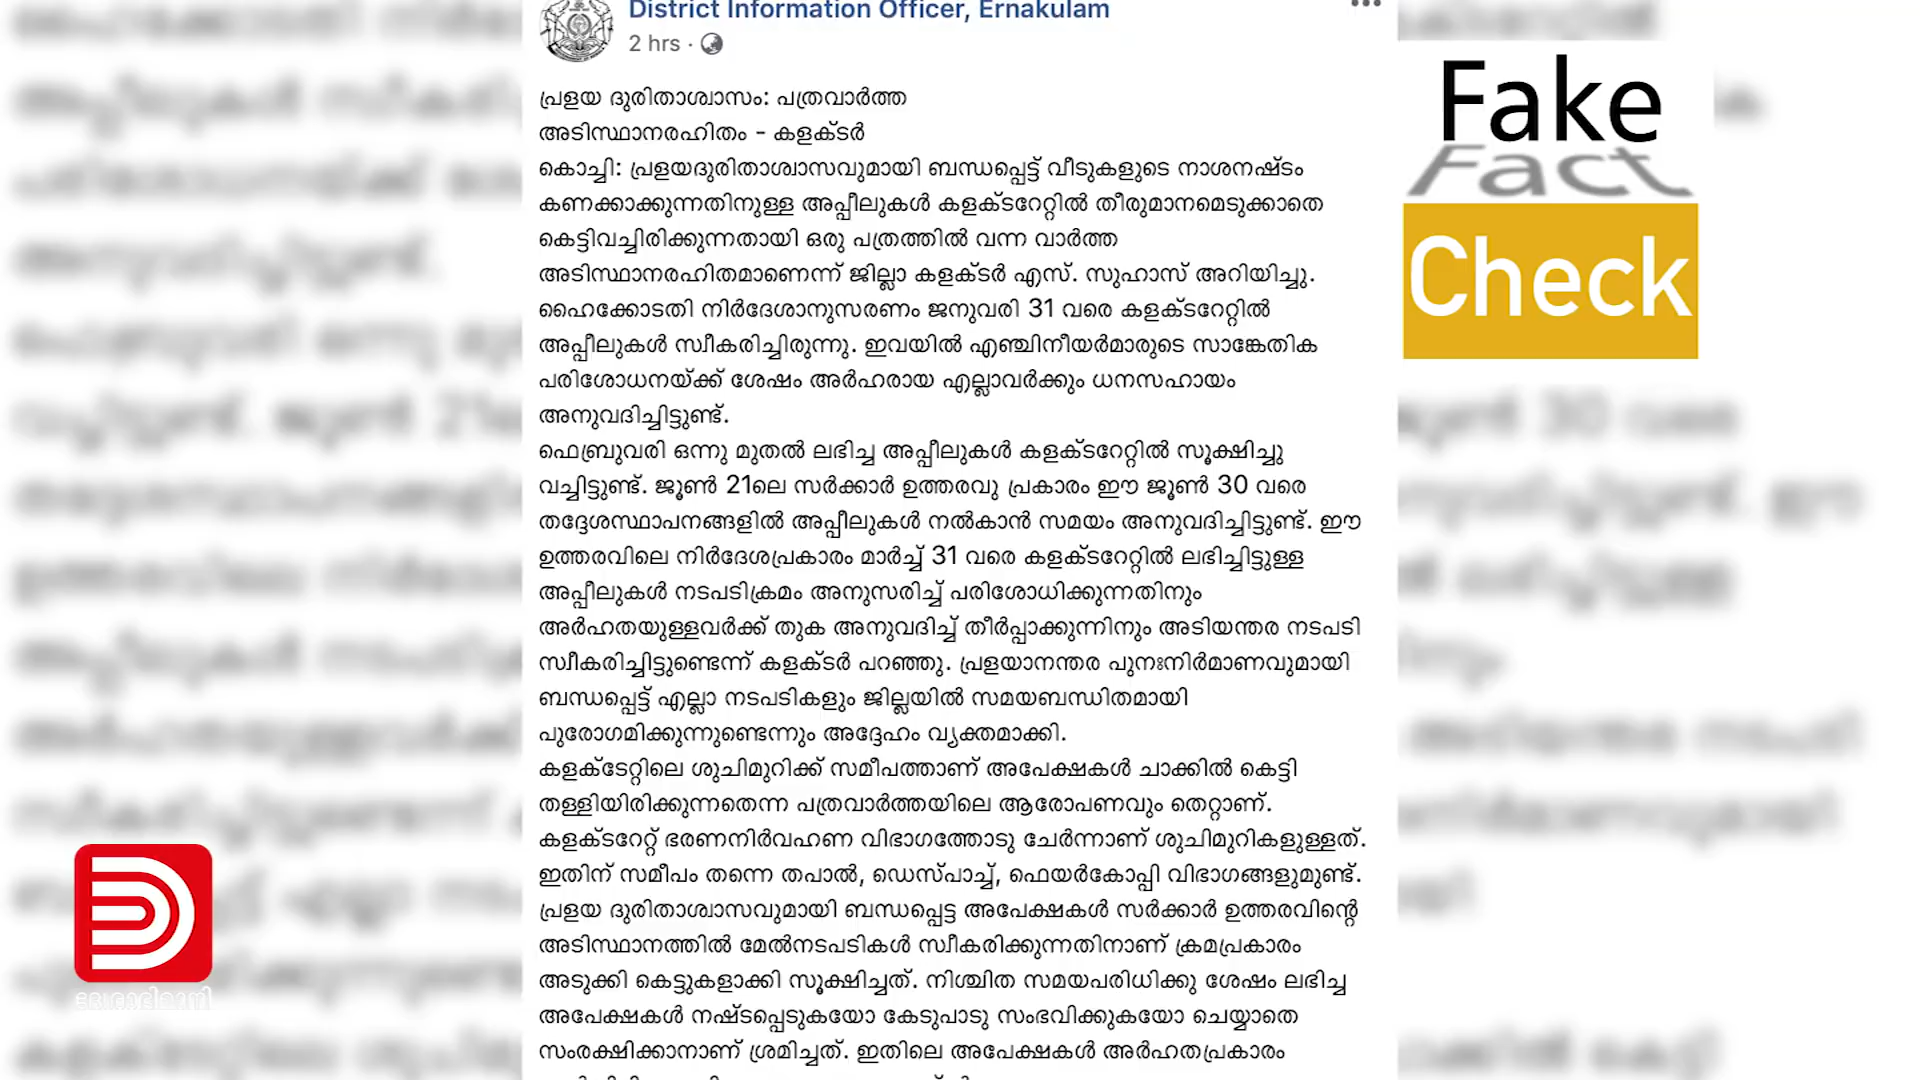 District Information Officer, Ernakulam
2 hrs ·
പ്രളയ ദുരിതാശ്വാസം: പത്രവാർത്ത
അടിസ്ഥാനരഹിതം - കളക്ടർ
കൊച്ചി: പ്രളയദുരിതാശ്വാസവുമായി ബന്ധപ്പെട്ട് വീടുകളുടെ നാശനഷ്ടം
കണക്കാക്കുന്നതിനുള്ള അപ്പീലുകൾ കളക്ടറേറ്റിൽ തീരുമാനമെടുക്കാതെ
കെട്ടിവച്ചിരിക്കുന്നതായി ഒരു പത്രത്തിൽ വന്ന വാർത്ത
അടിസ്ഥാനരഹിതമാണെന്ന് ജില്ലാ കളക്ടർ എസ്. സുഹാസ് അറിയിച്ചു.
ഹൈക്കോടതി നിർദേശാനുസരണം ജനുവരി 31 വരെ കളക്ടറേറ്റിൽ
അപ്പീലുകൾ സ്വീകരിച്ചിരുന്നു. ഇവയിൽ എഞ്ചിനീയർമാരുടെ സാങ്കേതിക
പരിശോധനയ്ക്ക് ശേഷം അർഹരായ എല്ലാവർക്കും ധനസഹായം
അനുവദിച്ചിട്ടുണ്ട്.
ഫെബ്രുവരി ഒന്നു മുതൽ ലഭിച്ച അപ്പീലുകൾ കളക്ടറേറ്റിൽ സൂക്ഷിച്ചു
വച്ചിട്ടുണ്ട്. ജൂൺ 21ലെ സർക്കാർ ഉത്തരവു പ്രകാരം ഈ ജൂൺ 30 വരെ
തദ്ദേശസ്ഥാപനങ്ങളിൽ അപ്പീലുകൾ നൽകാൻ സമയം അനുവദിച്ചിട്ടുണ്ട്. ഈ
ഉത്തരവിലെ നിർദേശപ്രകാരം മാർച്ച് 31 വരെ കളക്ടറേറ്റിൽ ലഭിച്ചിട്ടുള്ള
അപ്പീലുകൾ നടപടിക്രമം അനുസരിച്ച് പരിശോധിക്കുന്നതിനും
അർഹതയുള്ളവർക്ക് തുക അനുവദിച്ച് തീർപ്പാക്കുന്നിനും അടിയന്തര നടപടി
സ്വീകരിച്ചിട്ടുണ്ടെന്ന് കളക്ടർ പറഞ്ഞു. പ്രളയാനന്തര പുനഃനിർമാണവുമായി
ബന്ധപ്പെട്ട് എല്ലാ നടപടികളും ജില്ലയിൽ സമയബന്ധിതമായി
പുരോഗമിക്കുന്നുണ്ടെന്നും അദ്ദേഹം വ്യക്തമാക്കി.
കളക്ടേറ്റിലെ ശുചിമുറിക്ക് സമീപത്താണ് അപേക്ഷകൾ ചാക്കിൽ കെട്ടി
തള്ളിയിരിക്കുന്നതെന്ന പത്രവാർത്തയിലെ ആരോപണവും തെറ്റാണ്.
കളക്ടറേറ്റ് ഭരണനിർവഹണ വിഭാഗത്തോടു ചേർന്നാണ് ശുചിമുറികളുള്ളത്.
ഇതിന് സമീപം തന്നെ തപാൽ, ഡെസ്പാച്ച്, ഫെയർകോപ്പി വിഭാഗങ്ങളുമുണ്ട്.
പ്രളയ ദുരിതാശ്വാസവുമായി ബന്ധപ്പെട്ട അപേക്ഷകൾ സർക്കാർ ഉത്തരവിന്റെ
അടിസ്ഥാനത്തിൽ മേൽനടപടികൾ സ്വീകരിക്കുന്നതിനാണ് ക്രമപ്രകാരം
അടുക്കി കെട്ടുകളാക്കി സൂക്ഷിച്ചത്. നിശ്ചിത സമയപരിധിക്കു ശേഷം ലഭിച്ച
അപേക്ഷകൾ നഷ്ടപ്പെടുകയോ കേടുപാടു സംഭവിക്കുകയോ ചെയ്യാതെ
സംരക്ഷിക്കാനാണ് ശ്രമിച്ചത്. ഇതിലെ അപേക്ഷകൾ അർഹതപ്രകാരം
Fake
Fact
Check